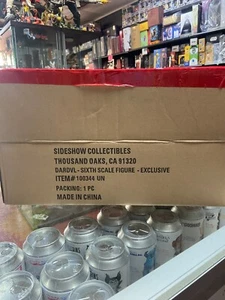 SIDESHOW COLLECTIBLES
THOUSAND OAKS, CA 91320
DARDVL - SIXTH SCALE FIGURE - EXCLUSIVE
ITEM# 100344 UN
PACKING: 1 PC
MADE IN CHINA